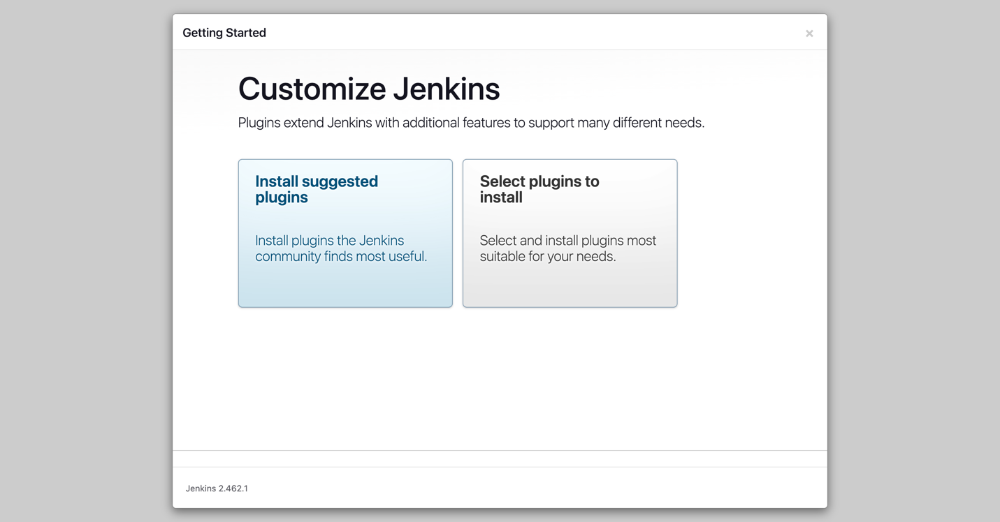 Getting Started
×
Customize Jenkins
Plugins extend Jenkins with additional features to support many different needs.
Install suggested
plugins
Install plugins the Jenkins
community finds most useful.
Select plugins to
install
Select and install plugins most
suitable for your needs.
Jenkins 2.462.1